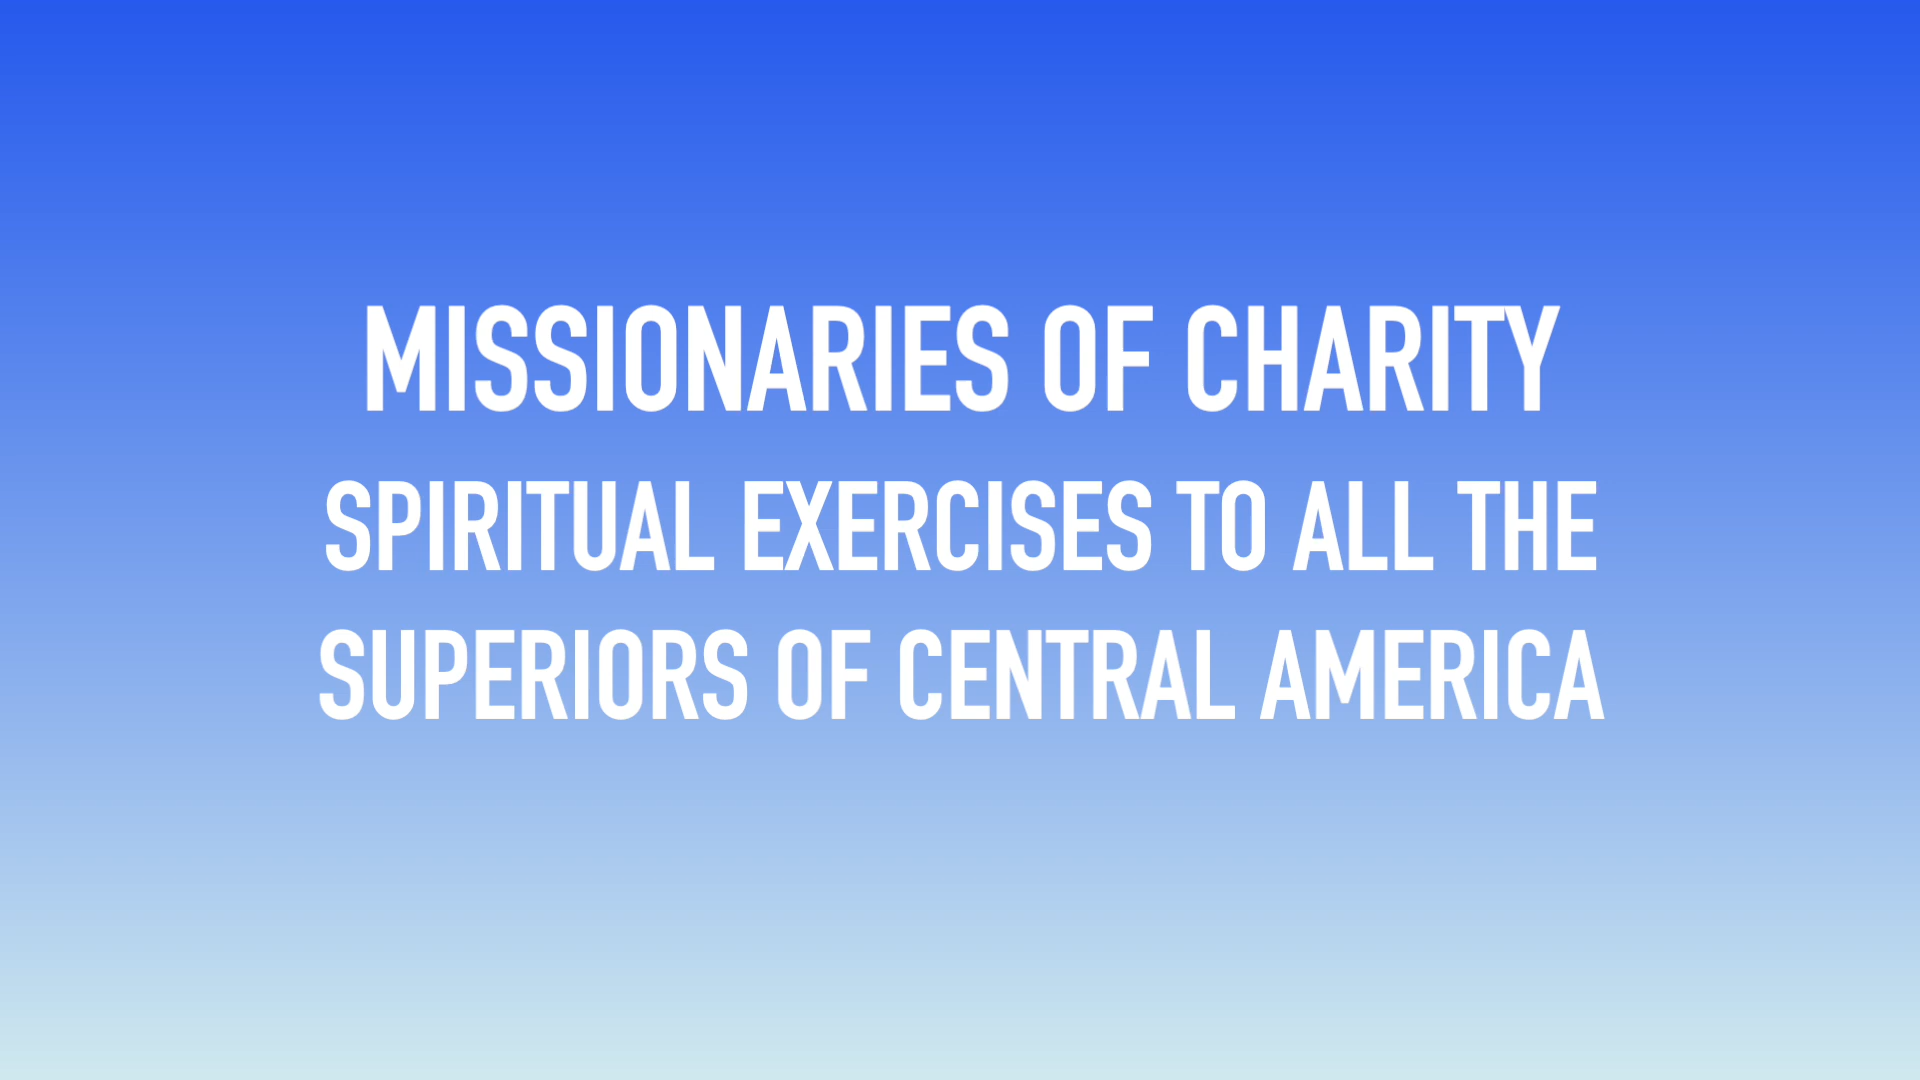 MISSIONARIES OF CHARITY
SPIRITUAL EXERCISES TO ALL THE
SUPERIORS OF CENTRAL AMERICA